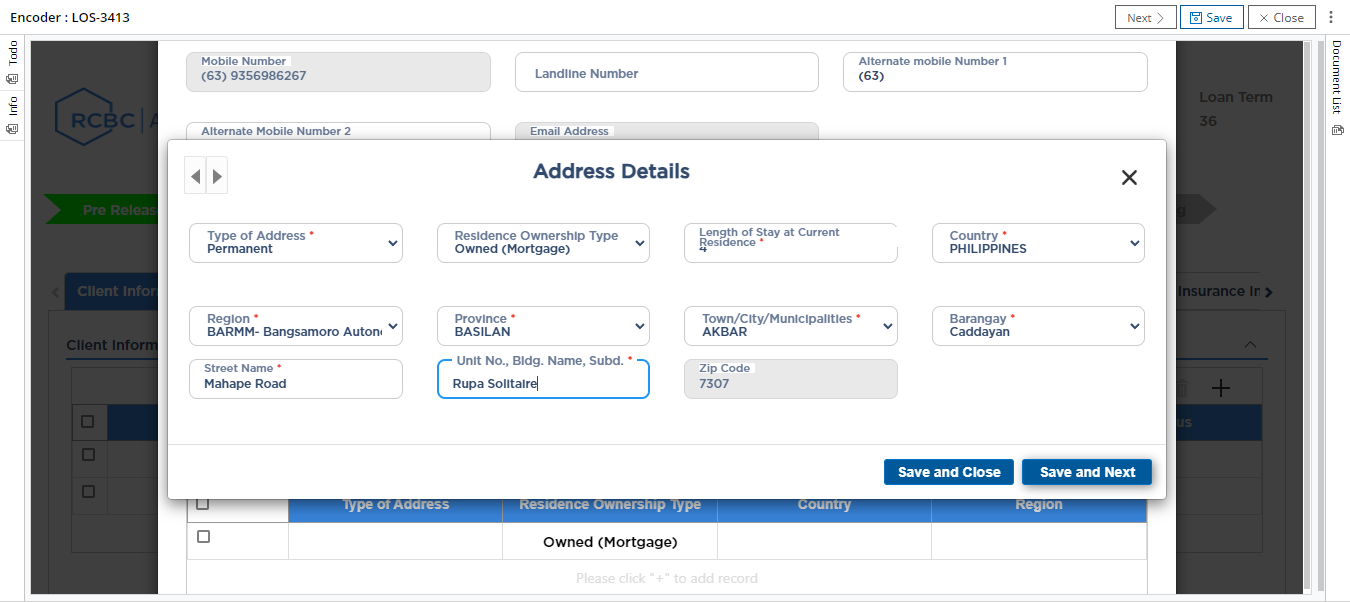 Encoder : LOS-3413
Next
Save
Close
Todo
Info
Document List
Mobile Number
(63) 9356986267
Landline Number
Alternate mobile Number 1
(63)
RCBC
Loan Term
36
Alternate Mobile Number 2
Email Address
Address Details
Pre Releas
g
Type of Address *
Permanent
Residence Ownership Type
Owned (Mortgage)
Length of Stay at Current Residence *
4
Country *
PHILIPPINES
Client Infor
Insurance In
Region *
BARMM- Bangsamoro Auton
Province *
BASILAN
Town/City/Municipalities *
AKBAR
Barangay *
Caddayan
Client Inform
Street Name *
Mahape Road
Unit No., Bldg. Name, Subd. *
Rupa Solitaire
Zip Code
7307
us
Save and Close
Save and Next
Type of Address
Residence Ownership Type
Country
Region
Owned (Mortgage)
Please click "+" to add record